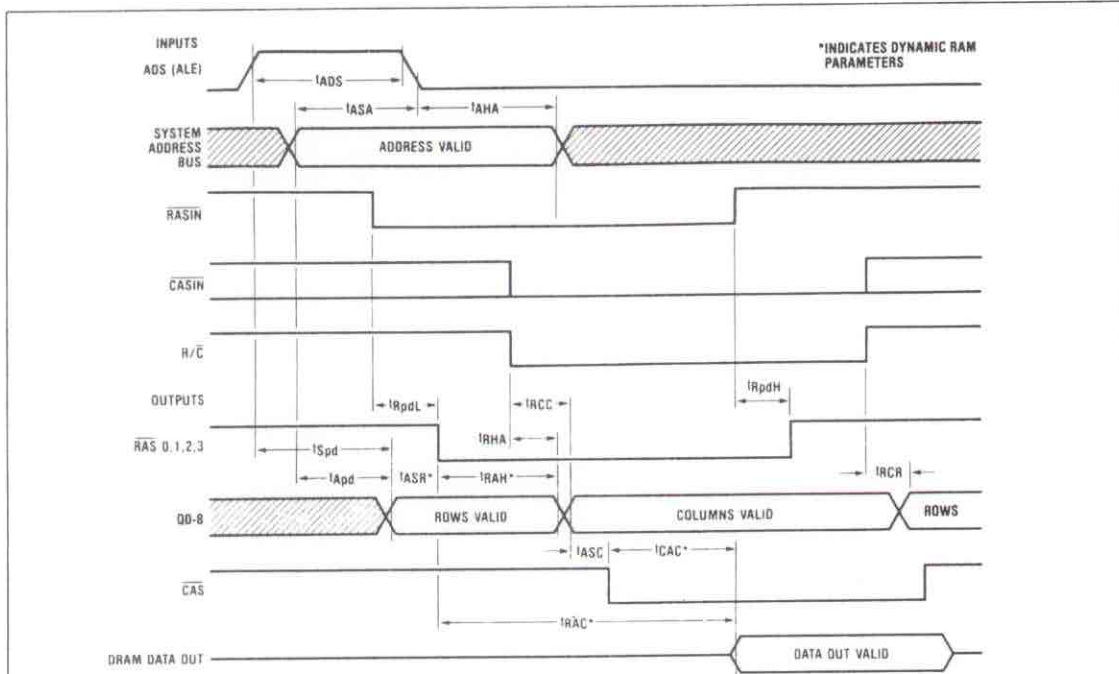 INPUTS
ADS (ALE)
*INDICATES DYNAMIC RAM
PARAMETERS
tADS
tASA
tAHA
SYSTEM
ADDRESS
BUS
ADDRESS VALID
RASIN
CASIN
R/C
OUTPUTS
tRpdL
tRCC
tRpdH
RAS 0,1,2,3
tSpd
tRHA
tRCR
tApd
tASR*
tRAH*
Q0-8
ROWS VALID
COLUMNS VALID
ROWS
tASC
tCAC*
CAS
tRAC*
DRAM DATA OUT
DATA OUT VALID